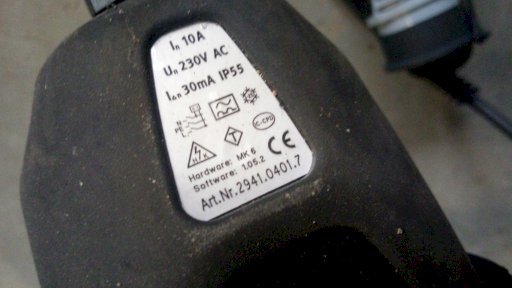 In 10A
Un 230V AC
IΔn 30mA IP55
IC-CPD
CE
Hardware: MK 6
Software: 1.05.2
Art.Nr.2941.0401.7